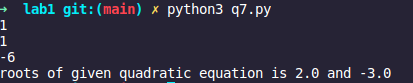 → lab1 git:(main) ✗ python3 q7.py
1
1
-6
roots of given quadratic equation is 2.0 and -3.0